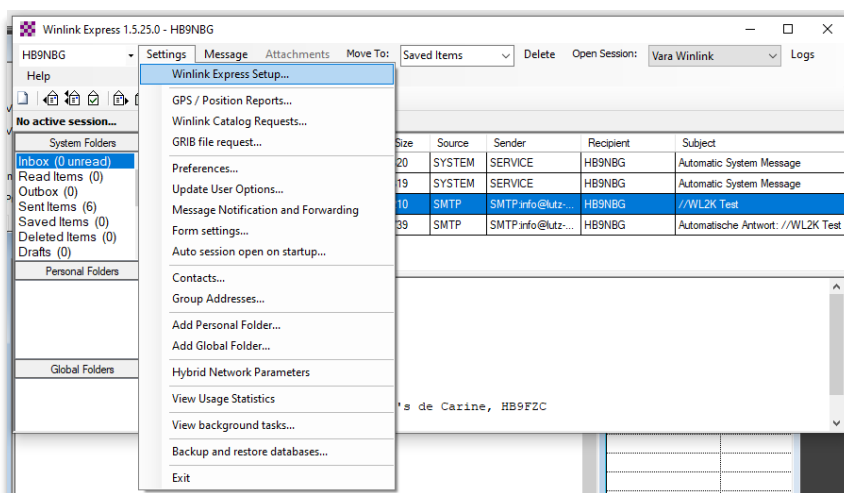 Winlink Express 1.5.25.0 - HB9NBG
HB9NBG Settings Message Attachments Move To: Saved Items Delete Open Session: Vara Winlink Logs
Help
No active session...
System Folders
Inbox (0 unread)
Read Items (0)
Outbox (0)
Sent Items (6)
Saved Items (0)
Deleted Items (0)
Drafts (0)
Personal Folders
Global Folders
Winlink Express Setup...
GPS / Position Reports...
Winlink Catalog Requests...
GRIB file request...
Preferences...
Update User Options...
Message Notification and Forwarding
Form settings...
Auto session open on startup...
Contacts...
Group Addresses...
Add Personal Folder...
Add Global Folder...
Hybrid Network Parameters
View Usage Statistics
View background tasks...
Backup and restore databases...
Exit
Size Source Sender Recipient Subject
20 SYSTEM SERVICE HB9NBG Automatic System Message
19 SYSTEM SERVICE HB9NBG Automatic System Message
10 SMTP SMTP:info@lutz-... HB9NBG //WL2K Test
39 SMTP SMTP:info@lutz-... HB9NBG Automatische Antwort: //WL2K Test
's de Carine, HB9FZC